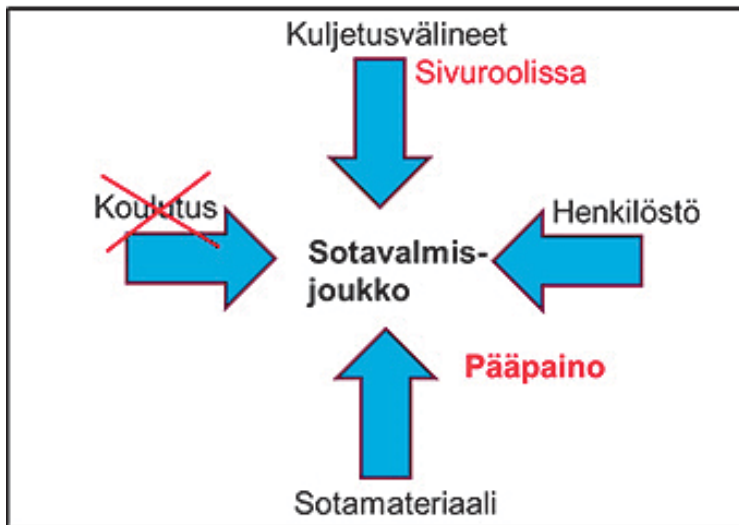 Kuljetusvälineet
Sivuroolissa
Koulutus
Henkilöstö
Sotavalmis-
joukko
Pääpaino
Sotamateriaali